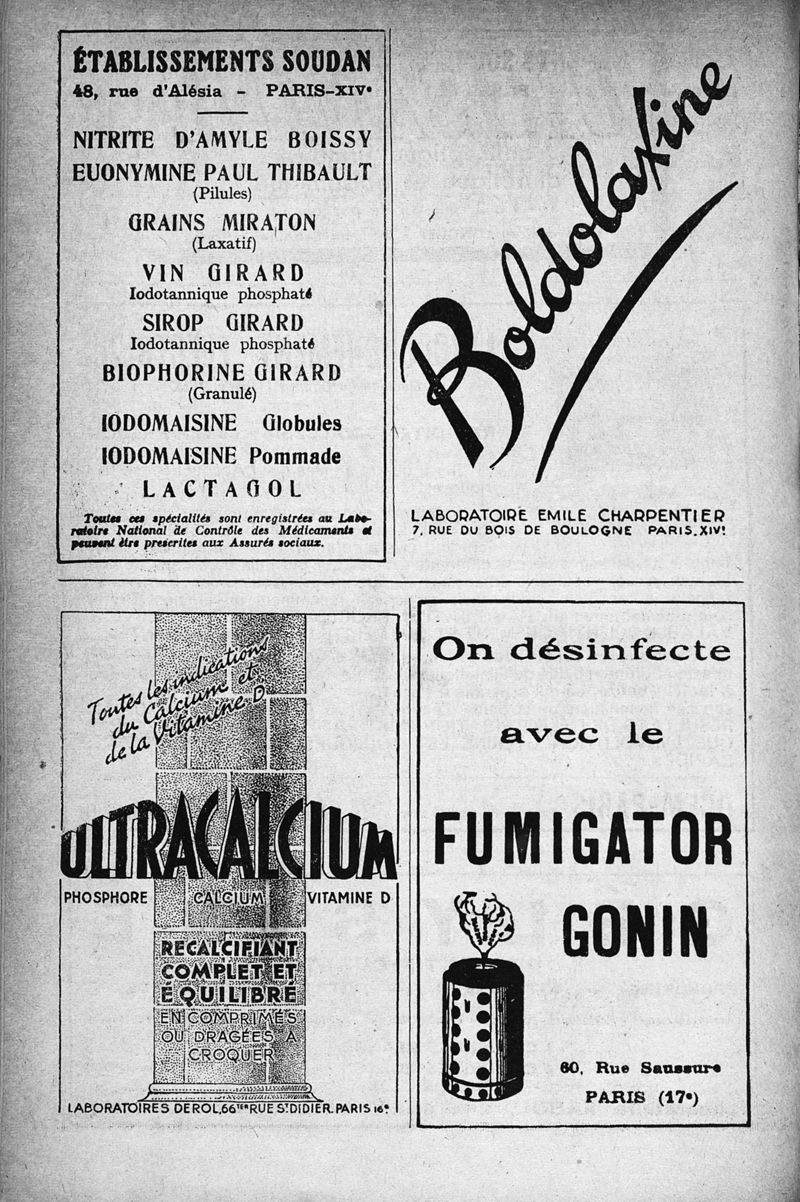 ÉTABLISSEMENTS SOUDAN
48, rue d'Alésia - PARIS-XIVᵉ
NITRITE D'AMYLE BOISSY
EUONYMINE PAUL THIBAULT
(Pilules)
GRAINS MIRATON
(Laxatif)
VIN GIRARD
Iodotannique phosphaté
SIROP GIRARD
Iodotannique phosphaté
BIOPHORINE GIRARD
(Granulé)
IODOMAISINE Globules
IODOMAISINE Pommade
LACTAGOL
Toutes ces spécialités sont enregistrées au Labo-
ratoire National de Contrôle des Médicaments et
peuvent être prescrites aux Assurés sociaux.
Boldolaxine
LABORATOIRE EMILE CHARPENTIER
7, RUE DU BOIS DE BOULOGNE PARIS.XIVᵉ
Toutes les indications
du Calcium et
de la Vitamine D
ULTRACALCIUM
PHOSPHORE CALCIUM VITAMINE D
RECALCIFIANT
COMPLET ET
ÉQUILIBRÉ
EN COMPRIMÉS
OU DRAGÉES A
CROQUER
LABORATOIRES DEROL, 66ᵗᵉʳ RUE Sᵗ DIDIER. PARIS 16ᵉ
On désinfecte
avec le
FUMIGATOR
GONIN
60, Rue Saussure
PARIS (17ᵉ)